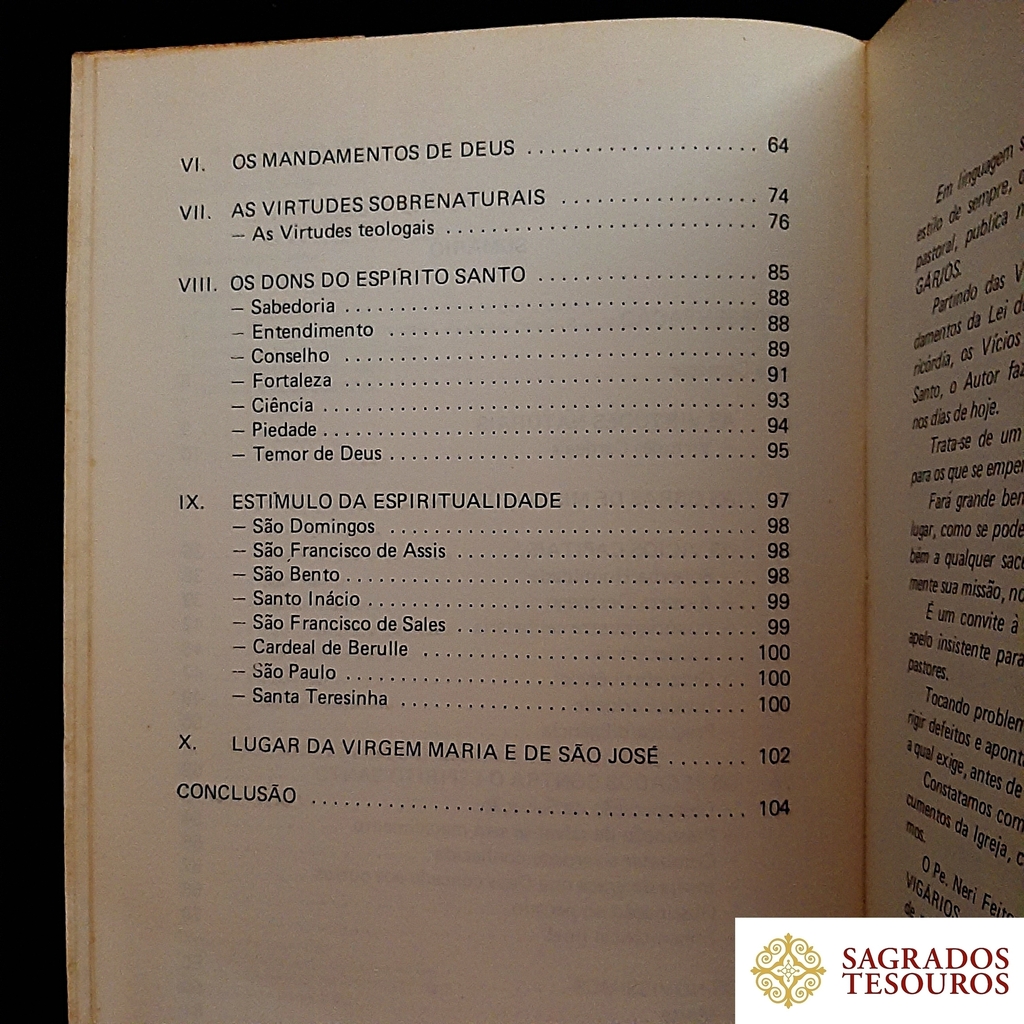 VI. OS MANDAMENTOS DE DEUS . . . . . . . . . . . . . . . . . . . . 64
VII. AS VIRTUDES SOBRENATURAIS . . . . . . . . . . . . . . . . . 74
— As Virtudes teologais . . . . . . . . . . . . . . . . . . . . . . . . . . . 76
VIII. OS DONS DO ESPÍRITO SANTO . . . . . . . . . . . . . . . . . . . 85
— Sabedoria . . . . . . . . . . . . . . . . . . . . . . . . . . . . . . . . . . . 88
— Entendimento . . . . . . . . . . . . . . . . . . . . . . . . . . . . . . . 88
— Conselho . . . . . . . . . . . . . . . . . . . . . . . . . . . . . . . . . . . 89
— Fortaleza . . . . . . . . . . . . . . . . . . . . . . . . . . . . . . . . . . . 91
— Ciência . . . . . . . . . . . . . . . . . . . . . . . . . . . . . . . . . . . . . 93
— Piedade . . . . . . . . . . . . . . . . . . . . . . . . . . . . . . . . . . . . . 94
— Temor de Deus . . . . . . . . . . . . . . . . . . . . . . . . . . . . . . . 95
IX. ESTÍMULO DA ESPIRITUALIDADE . . . . . . . . . . . . . . . . 97
— São Domingos . . . . . . . . . . . . . . . . . . . . . . . . . . . . . . . 98
— São Francisco de Assis . . . . . . . . . . . . . . . . . . . . . . . . . . 98
— São Bento . . . . . . . . . . . . . . . . . . . . . . . . . . . . . . . . . . . 98
— Santo Inácio . . . . . . . . . . . . . . . . . . . . . . . . . . . . . . . . . 99
— São Francisco de Sales . . . . . . . . . . . . . . . . . . . . . . . . . . 99
— Cardeal de Berulle . . . . . . . . . . . . . . . . . . . . . . . . . . . . 100
— São Paulo . . . . . . . . . . . . . . . . . . . . . . . . . . . . . . . . . . . 100
— Santa Teresinha . . . . . . . . . . . . . . . . . . . . . . . . . . . . . . 100
X. LUGAR DA VIRGEM MARIA E DE SÃO JOSÉ . . . . . . . 102
CONCLUSÃO . . . . . . . . . . . . . . . . . . . . . . . . . . . . . . . . . . . . . . 104
Em linguagem
estilo de sempre,
pastoral, publica
GÁRIOS.
Partindo das
damentos da Lei
ricórdia, os Vícios
Santo, o Autor
nos dias de hoje.
Trata-se de um
para os que se
Fará grande
lugar, como se
bém a qualquer
mente sua missão,
É um convite à
apelo insistente para
pastores.
Tocando
rigir defeitos e
a qual exige, antes de
Constatamos
cumentos da Igreja,
mos.
O Pe. Neri
VIGÁRIOS
de
SAGRADOS
TESOUROS